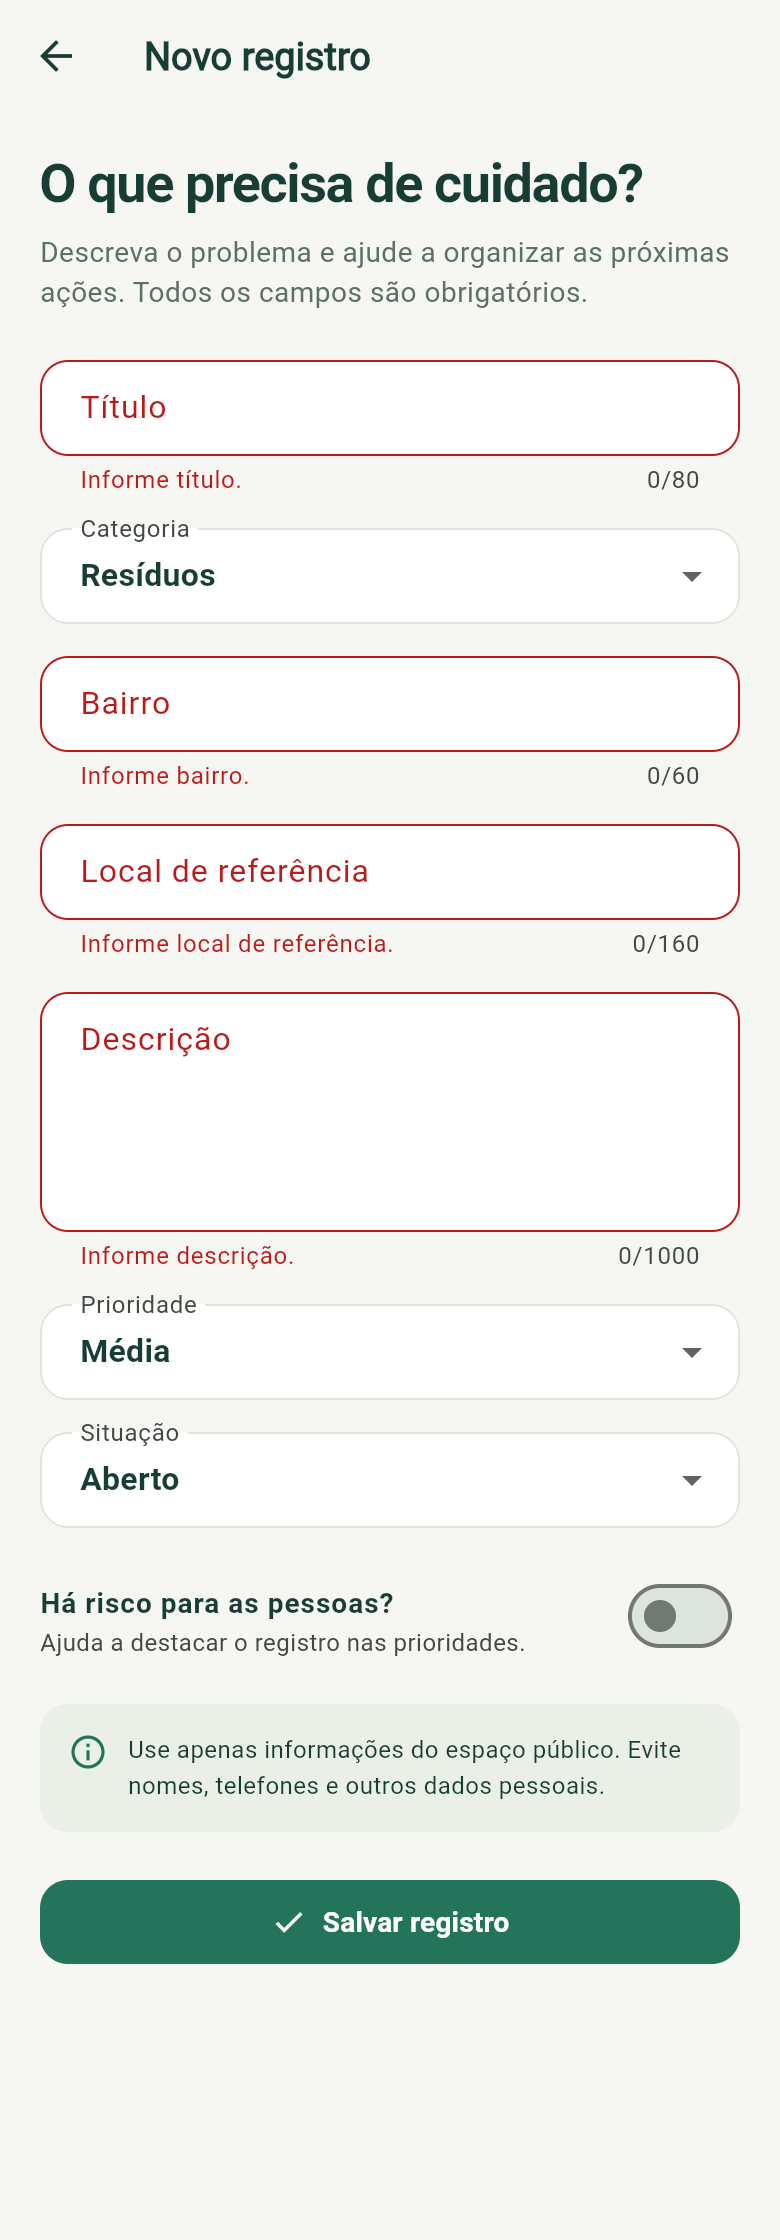 Novo registro
O que precisa de cuidado?
Descreva o problema e ajude a organizar as próximas
ações. Todos os campos são obrigatórios.
Título
Informe título. 0/80
Categoria
Resíduos
Bairro
Informe bairro. 0/60
Local de referência
Informe local de referência. 0/160
Descrição
Informe descrição. 0/1000
Prioridade
Média
Situação
Aberto
Há risco para as pessoas?
Ajuda a destacar o registro nas prioridades.
Use apenas informações do espaço público. Evite
nomes, telefones e outros dados pessoais.
Salvar registro